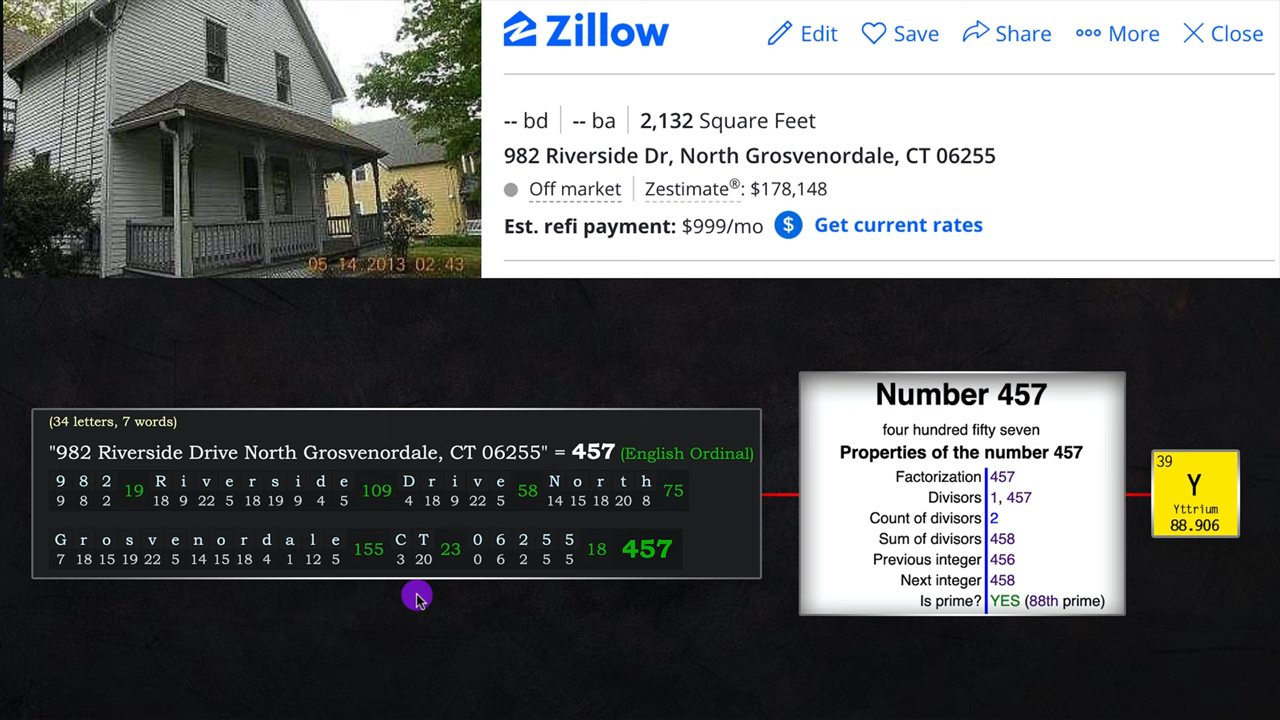 Zillow
Edit Save Share More Close
-- bd -- ba 2,132 Square Feet
982 Riverside Dr, North Grosvenordale, CT 06255
Off market Zestimate®: $178,148
Est. refi payment: $999/mo $ Get current rates
05.14.2013 02:43
(34 letters, 7 words)
"982 Riverside Drive North Grosvenordale, CT 06255" = 457 (English Ordinal)
9 8 2 R i v e r s i d e D r i v e N o r t h
9 8 2 19 18 9 22 5 18 19 9 4 5 109 4 18 9 22 5 58 14 15 18 20 8 75
G r o s v e n o r d a l e C T 0 6 2 5 5
7 18 15 19 22 5 14 15 18 4 1 12 5 155 3 20 23 0 6 2 5 5 18 457
Number 457
four hundred fifty seven
Properties of the number 457
Factorization 457
Divisors 1, 457
Count of divisors 2
Sum of divisors 458
Previous integer 456
Next integer 458
Is prime? YES (88th prime)
39
Y
Yttrium
88.906